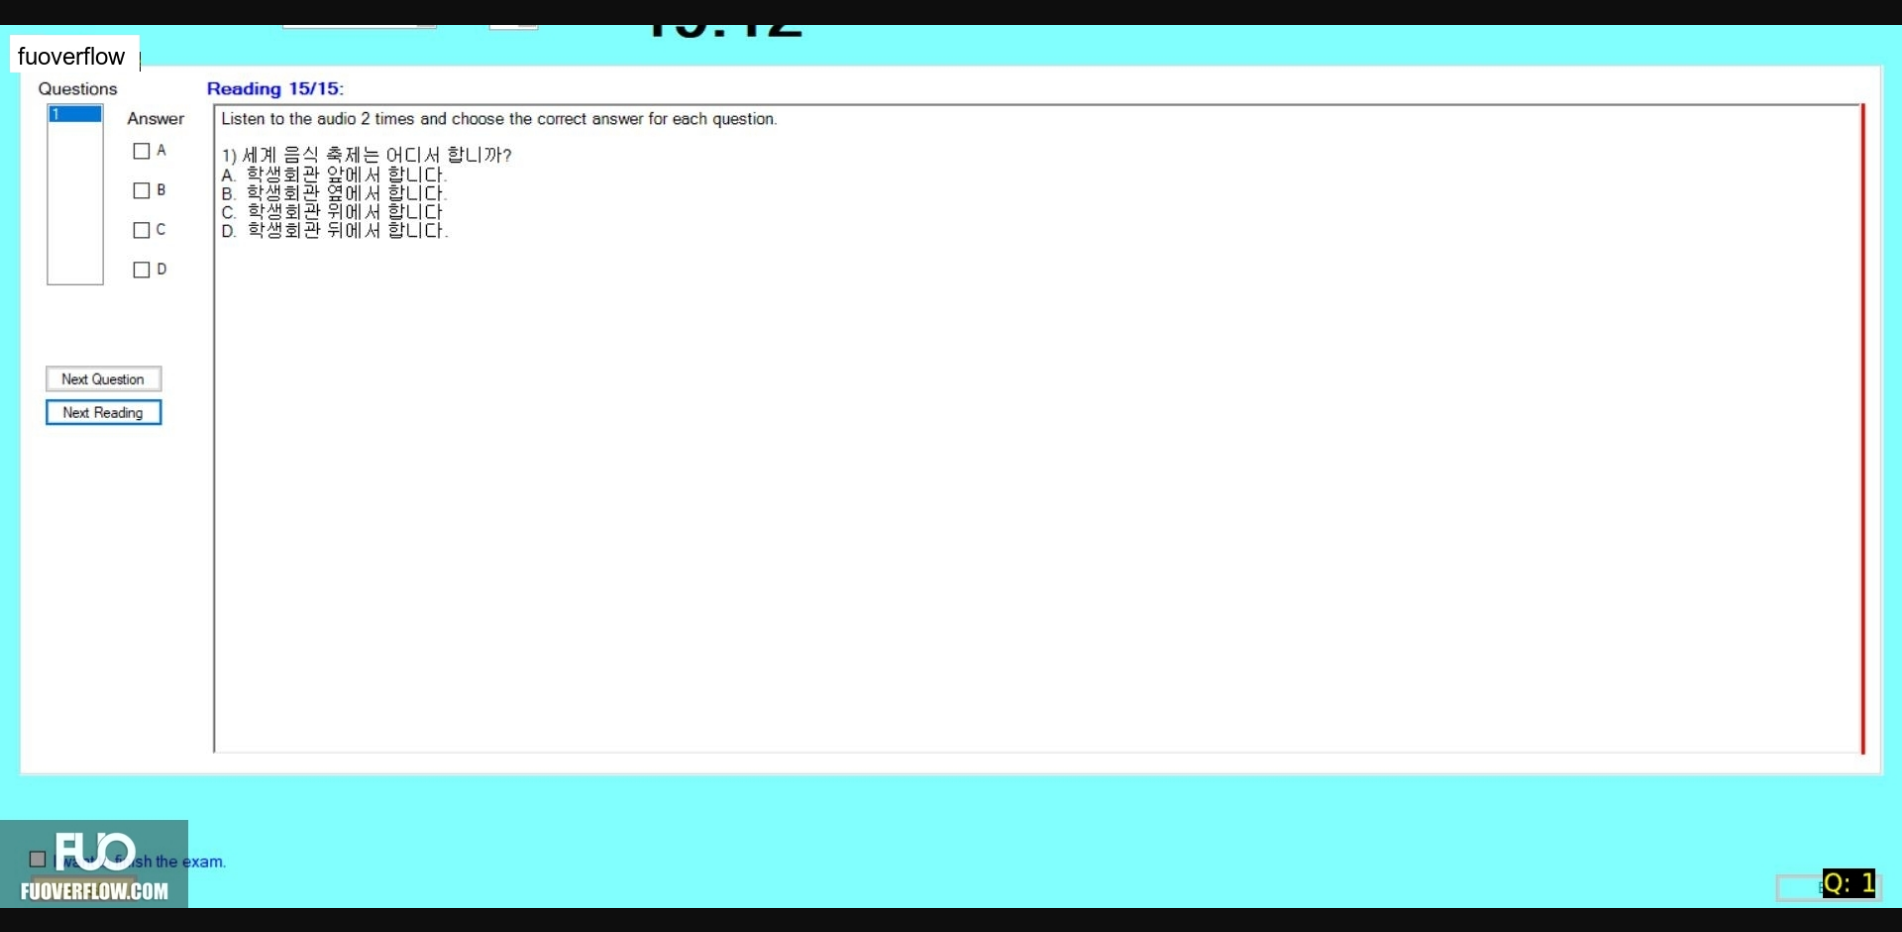 fuoverflow
Questions
Reading 15/15:
1
Answer
A
B
C
D
Listen to the audio 2 times and choose the correct answer for each question.
1) 세계 음식 축제는 어디서 합니까?
A. 학생회관 앞에서 합니다.
B. 학생회관 옆에서 합니다.
C. 학생회관 위에서 합니다
D. 학생회관 뒤에서 합니다.
Next Question
Next Reading
FUO
finish the exam.
FUOVERFLOW.COM
Q: 1